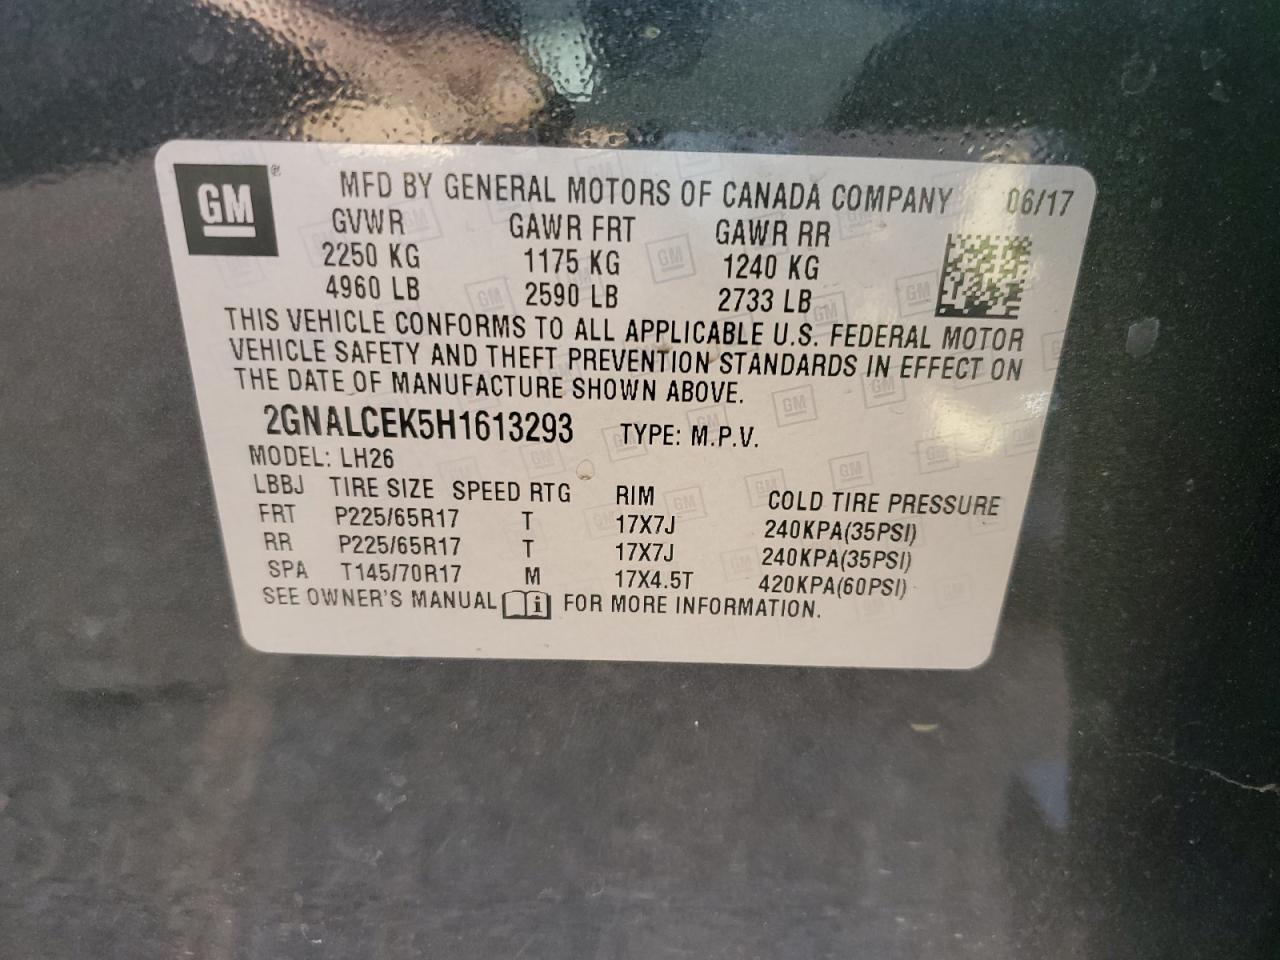 GM ® MFD BY GENERAL MOTORS OF CANADA COMPANY 06/17
GVWR GAWR FRT GAWR RR
2250 KG 1175 KG 1240 KG
4960 LB 2590 LB 2733 LB
THIS VEHICLE CONFORMS TO ALL APPLICABLE U.S. FEDERAL MOTOR
VEHICLE SAFETY AND THEFT PREVENTION STANDARDS IN EFFECT ON
THE DATE OF MANUFACTURE SHOWN ABOVE.
2GNALCEK5H1613293 TYPE: M.P.V.
MODEL: LH26
LBBJ TIRE SIZE SPEED RTG RIM COLD TIRE PRESSURE
FRT P225/65R17 T 17X7J 240KPA(35PSI)
RR P225/65R17 T 17X7J 240KPA(35PSI)
SPA T145/70R17 M 17X4.5T 420KPA(60PSI)
SEE OWNER'S MANUAL i FOR MORE INFORMATION.